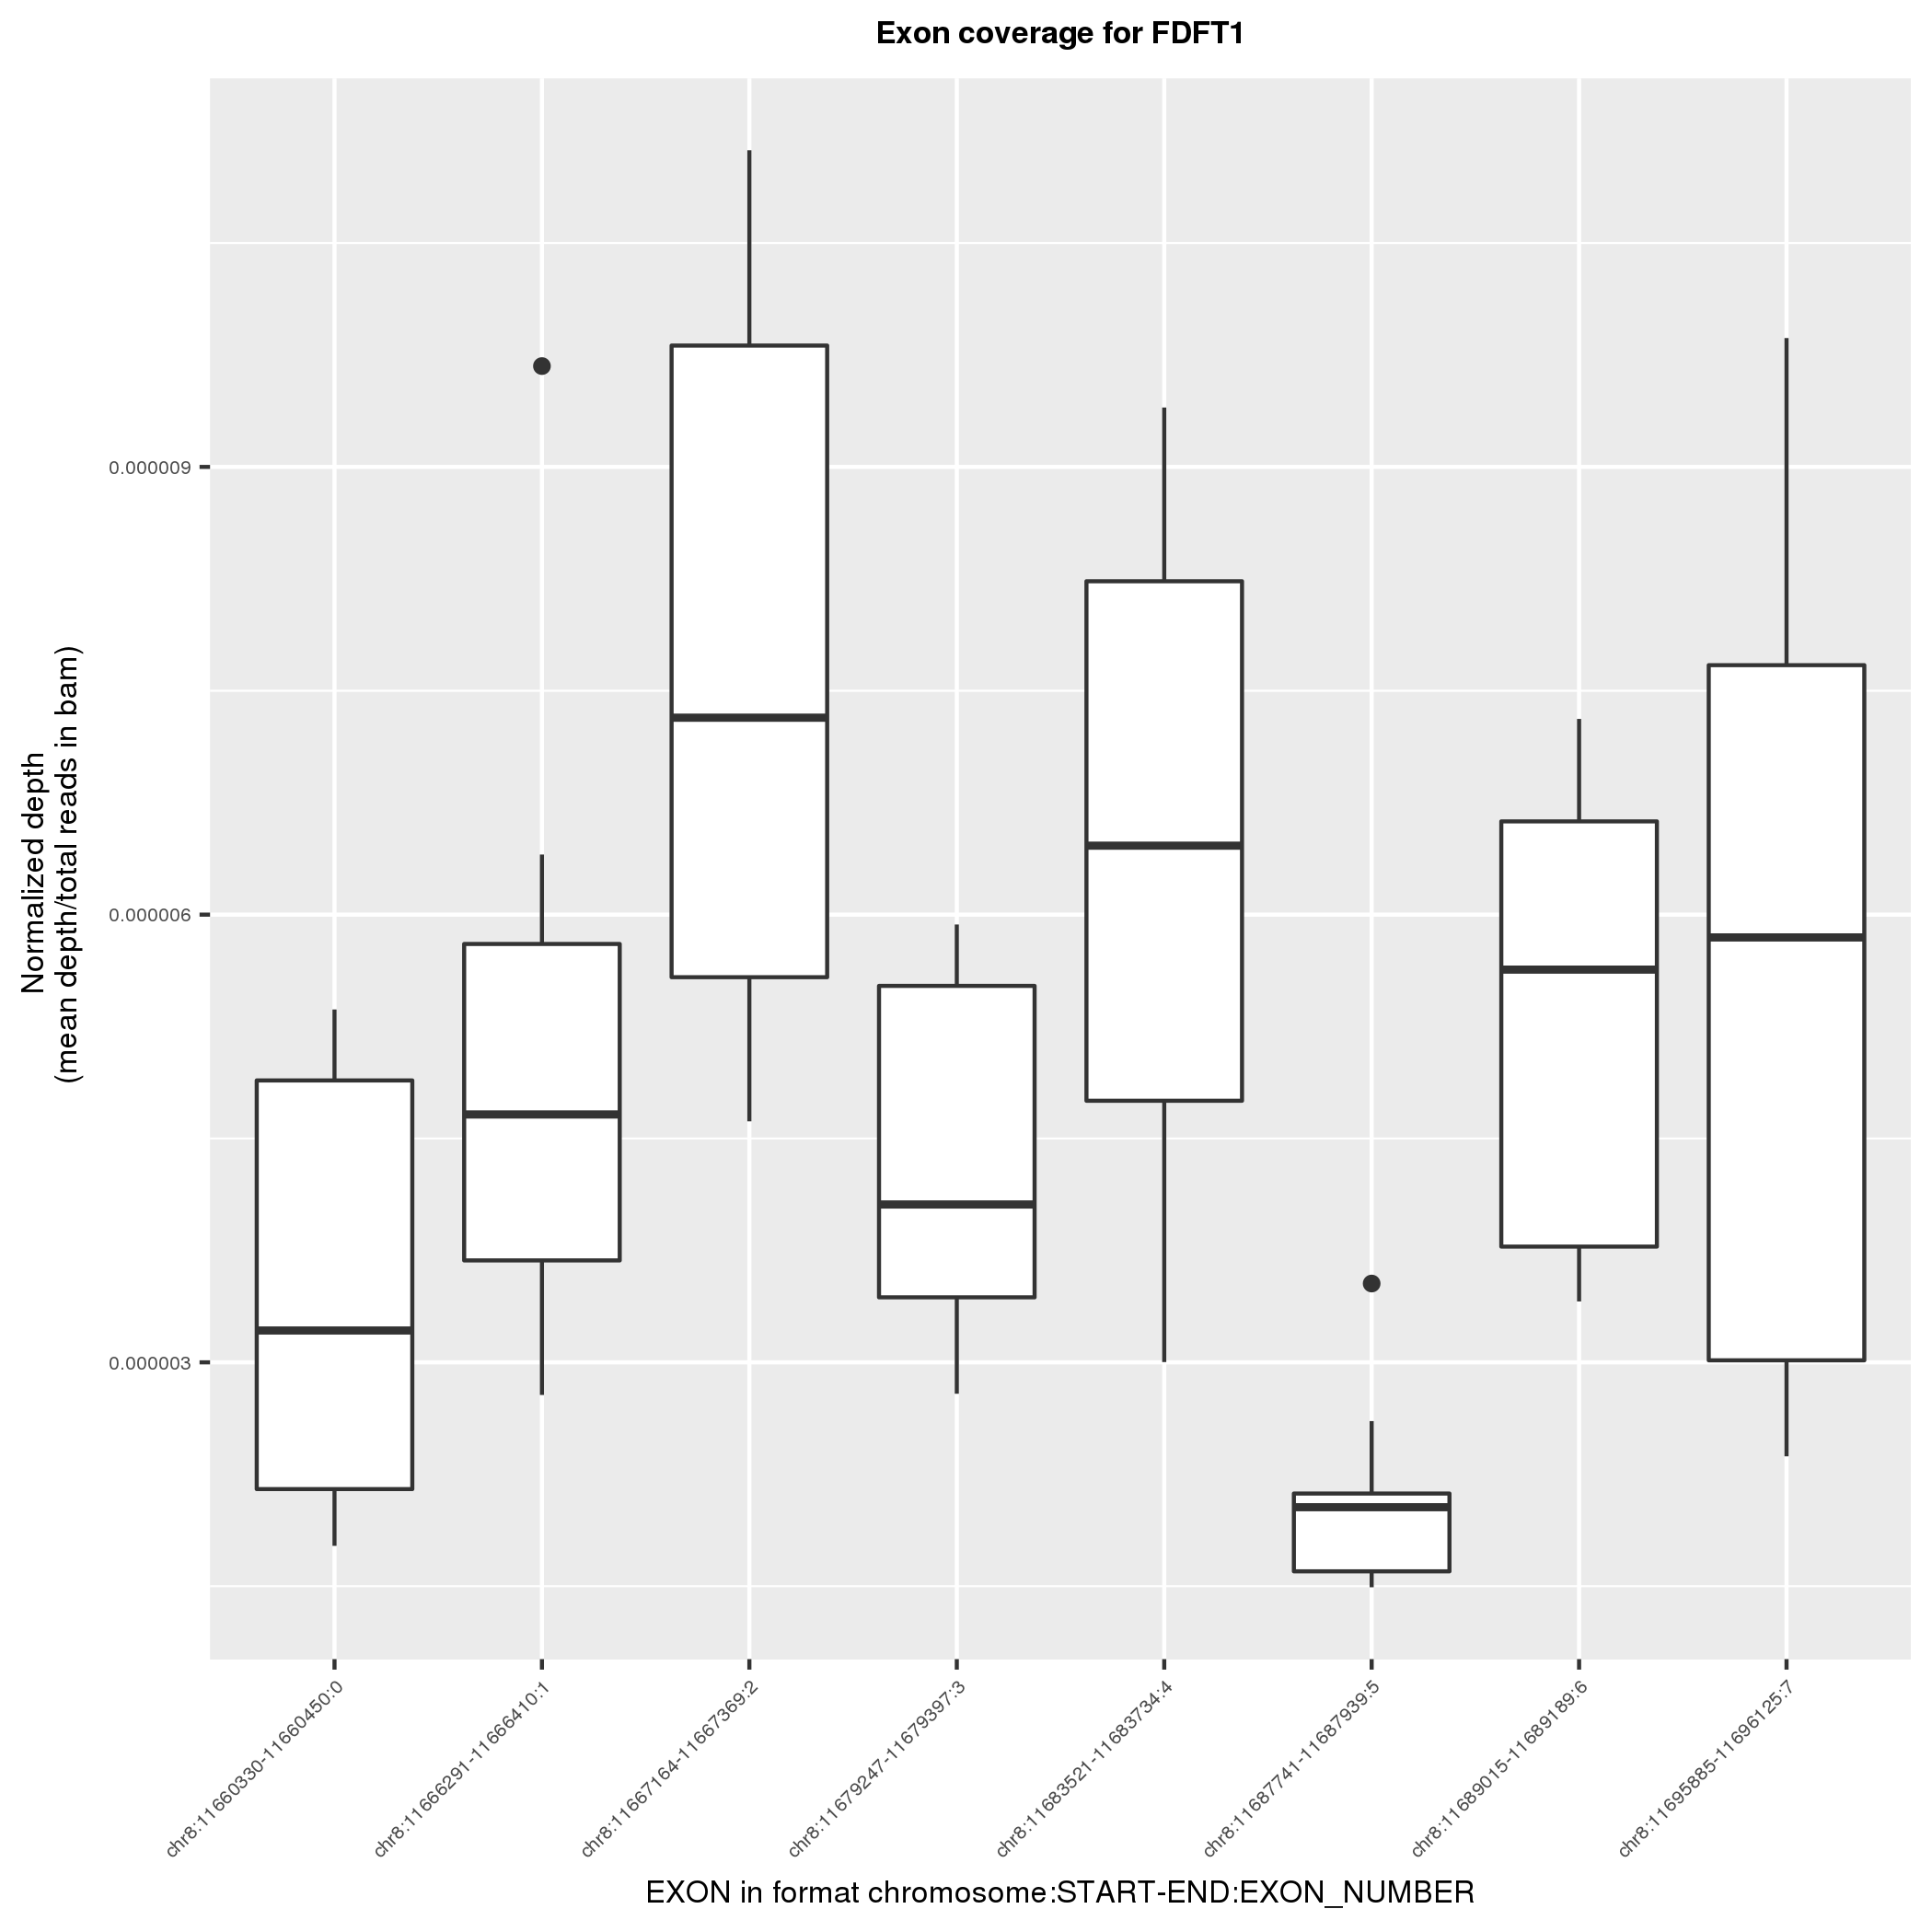 Exon coverage for FDFT1
Normalized depth
(mean depth/total reads in bam)
0.000009
0.000006
0.000003
chr8:11660330-11660450:0
chr8:11666291-11666410:1
chr8:11667164-11667369:2
chr8:11679247-11679397:3
chr8:11683521-11683734:4
chr8:11687741-11687939:5
chr8:11689015-11689189:6
chr8:11695885-11696125:7
EXON in format chromosome:START-END:EXON_NUMBER